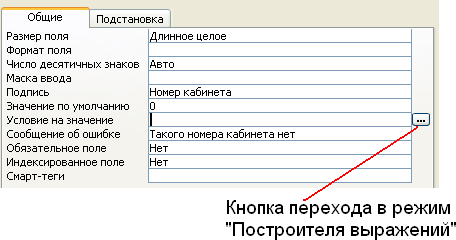 Общие Подстановка
Размер поля Длинное целое
Формат поля
Число десятичных знаков Авто
Маска ввода
Подпись Номер кабинета
Значение по умолчанию 0
Условие на значение ...
Сообщение об ошибке Такого номера кабинета нет
Обязательное поле Нет
Индексированное поле Нет
Смарт-теги
Кнопка перехода в режим
"Построителя выражений"